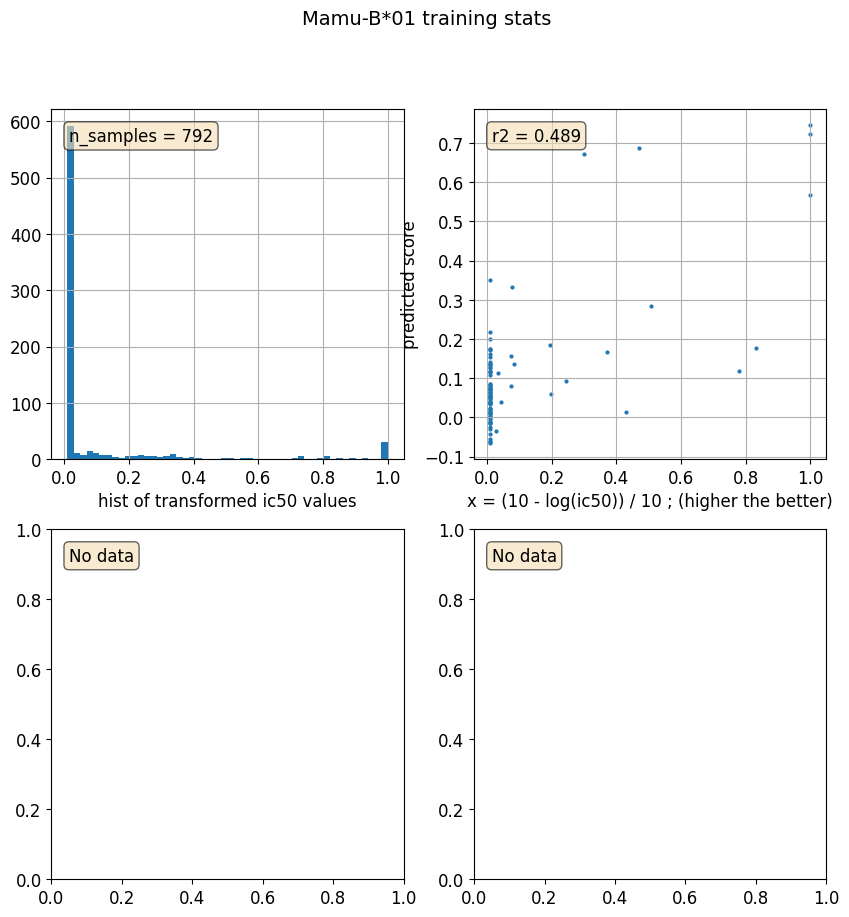 Mamu-B*01 training stats
n_samples = 792
600
500
400
300
200
100
0
0.0 0.2 0.4 0.6 0.8 1.0
hist of transformed ic50 values
r2 = 0.489
predicted score
0.7
0.6
0.5
0.4
0.3
0.2
0.1
0.0
−0.1
0.0 0.2 0.4 0.6 0.8 1.0
x = (10 - log(ic50)) / 10 ; (higher the better)
No data
1.0
0.8
0.6
0.4
0.2
0.0
0.0 0.2 0.4 0.6 0.8 1.0
No data
1.0
0.8
0.6
0.4
0.2
0.0
0.0 0.2 0.4 0.6 0.8 1.0